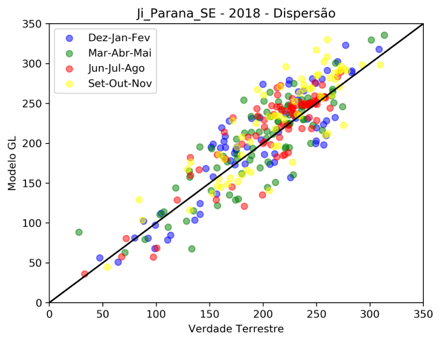 Ji_Parana_SE - 2018 - Dispersão
Dez-Jan-Fev
Mar-Abr-Mai
Jun-Jul-Ago
Set-Out-Nov
Modelo GL
350
300
250
200
150
100
50
0
0 50 100 150 200 250 300 350
Verdade Terrestre